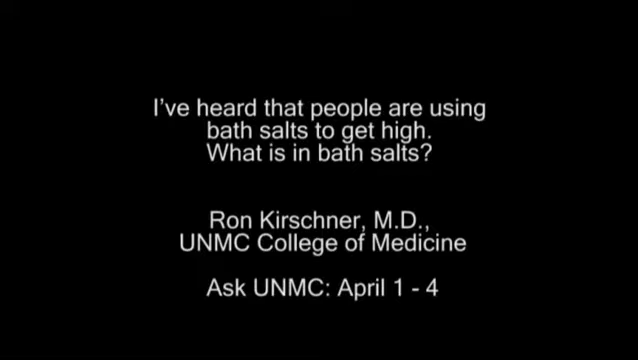 I've heard that people are using
bath salts to get high.
What is in bath salts?
Ron Kirschner, M.D.,
UNMC College of Medicine
Ask UNMC: April 1 - 4